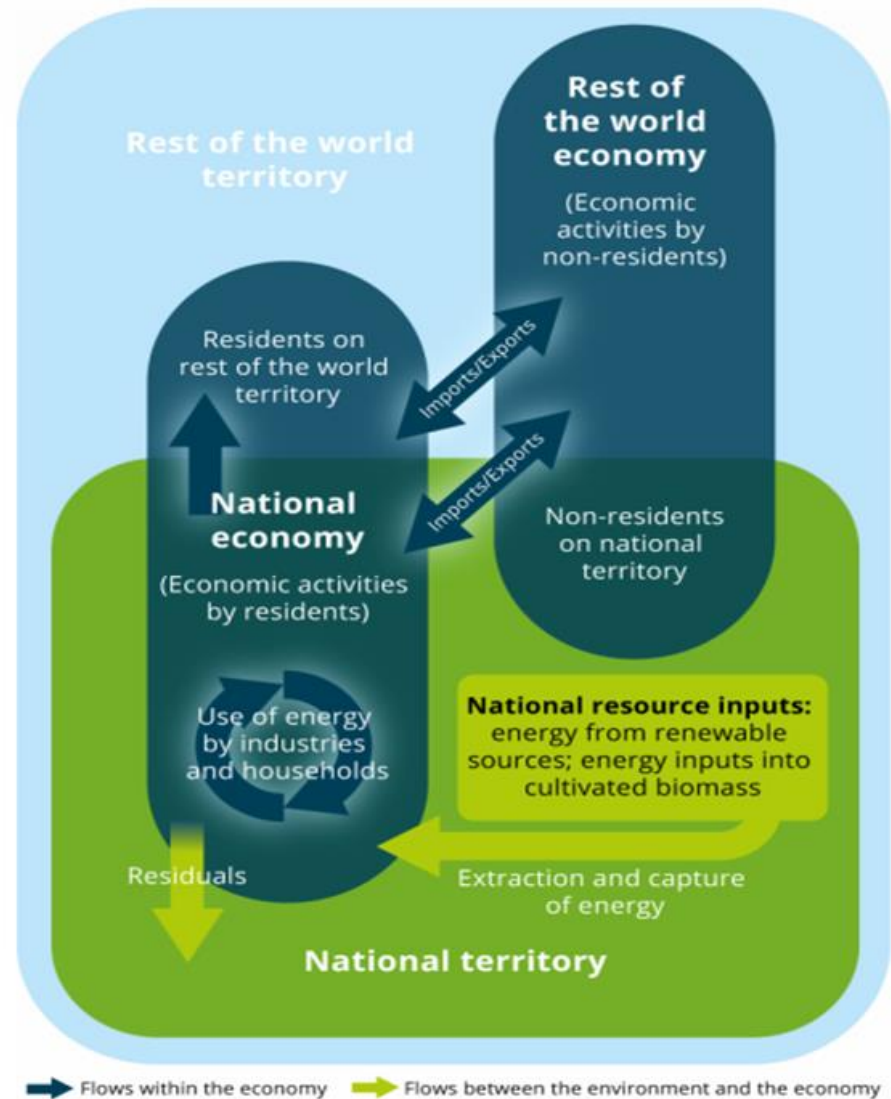 Rest of the world
territory
Rest of
the world
economy
(Economic
activities by
non-residents)
Residents on
rest of the world
territory
Imports/Exports
Imports/Exports
National
economy
(Economic activities
by residents)
Non-residents
on national
territory
Use of energy
by industries
and households
National resource inputs:
energy from renewable
sources; energy inputs into
cultivated biomass
Residuals
Extraction and capture
of energy
National territory
Flows within the economy
Flows between the environment and the economy